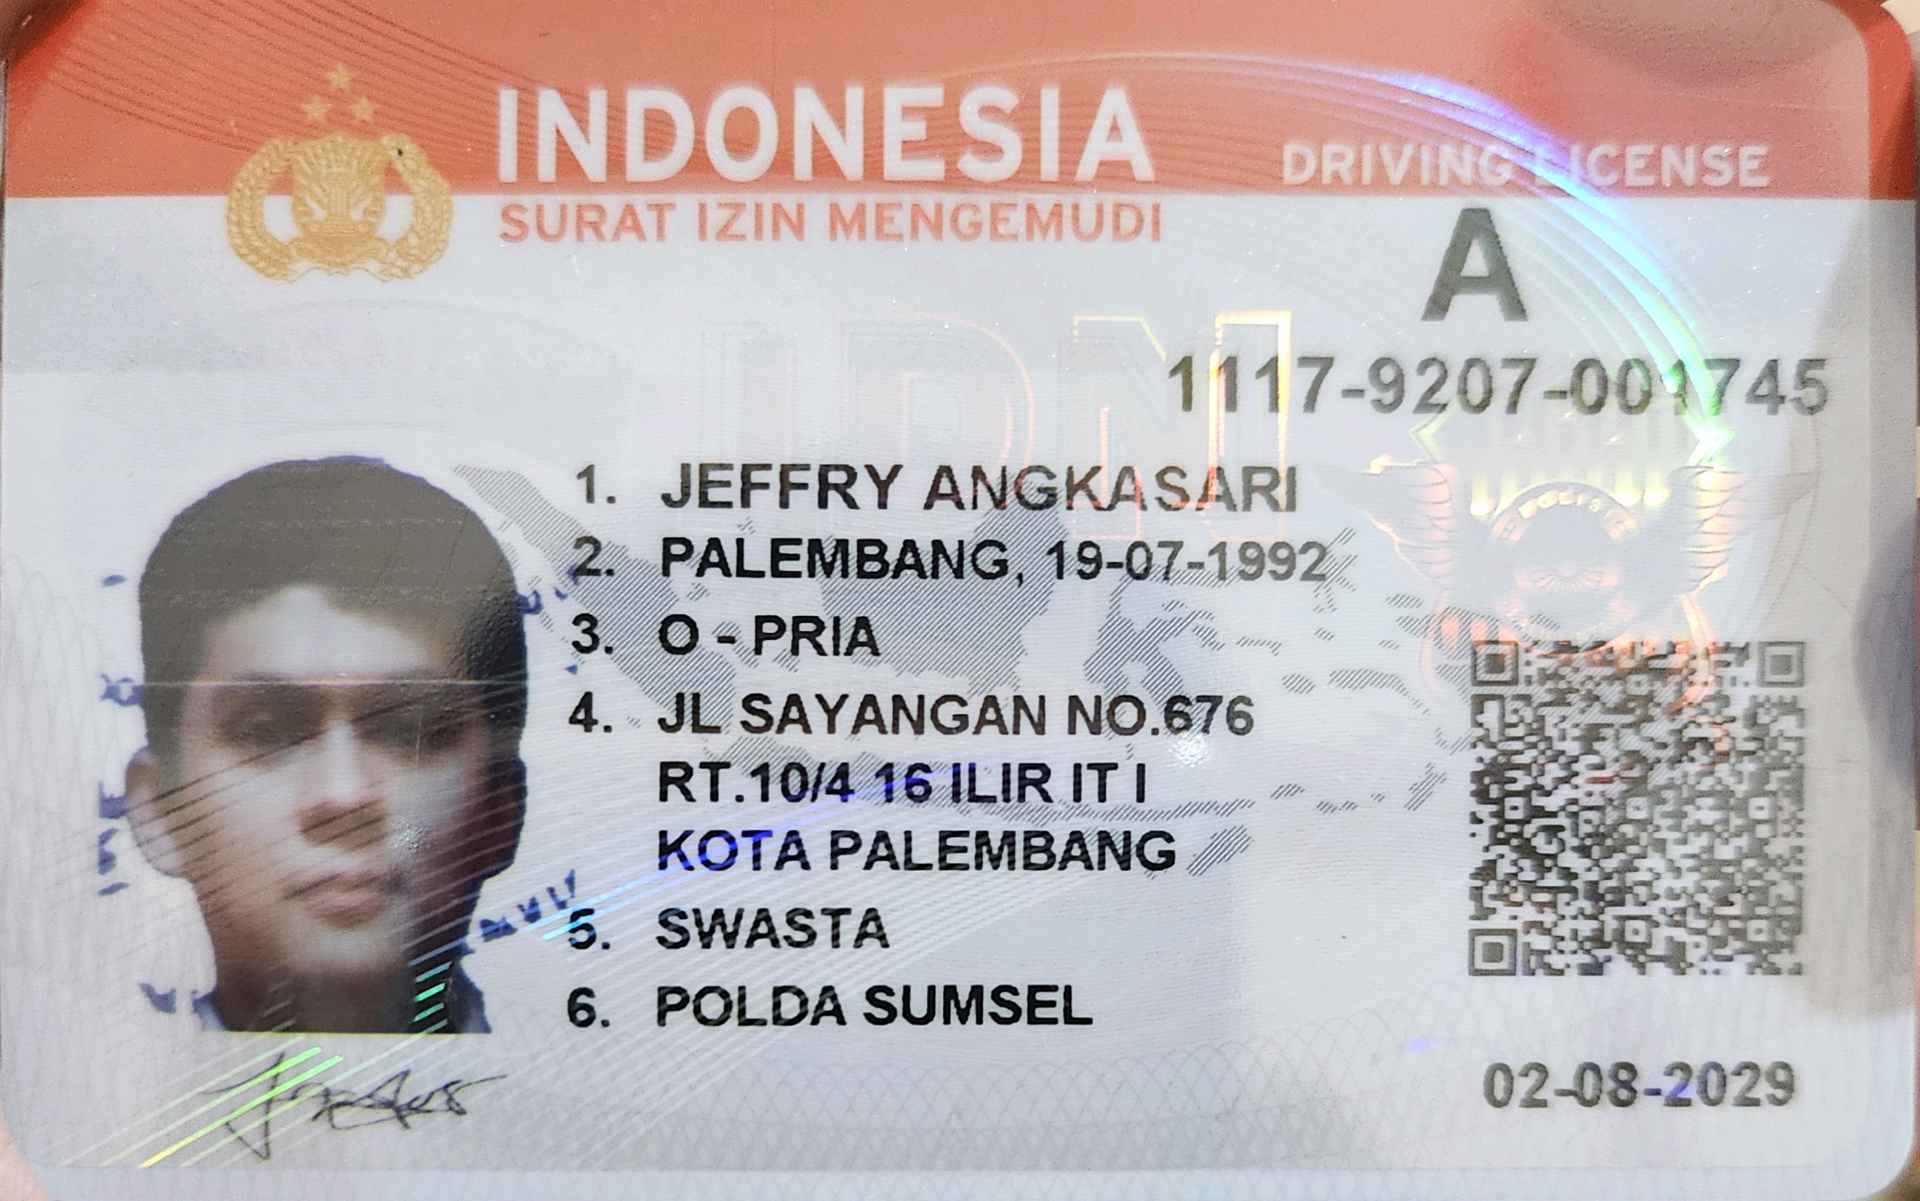 INDONESIA
DRIVING LICENSE
SURAT IZIN MENGEMUDI
A
1117-9207-001745
1. JEFFRY ANGKASARI
2. PALEMBANG, 19-07-1992
3. O - PRIA
4. JL SAYANGAN NO.676
RT.10/4 16 ILIR IT I
KOTA PALEMBANG
5. SWASTA
6. POLDA SUMSEL
02-08-2029